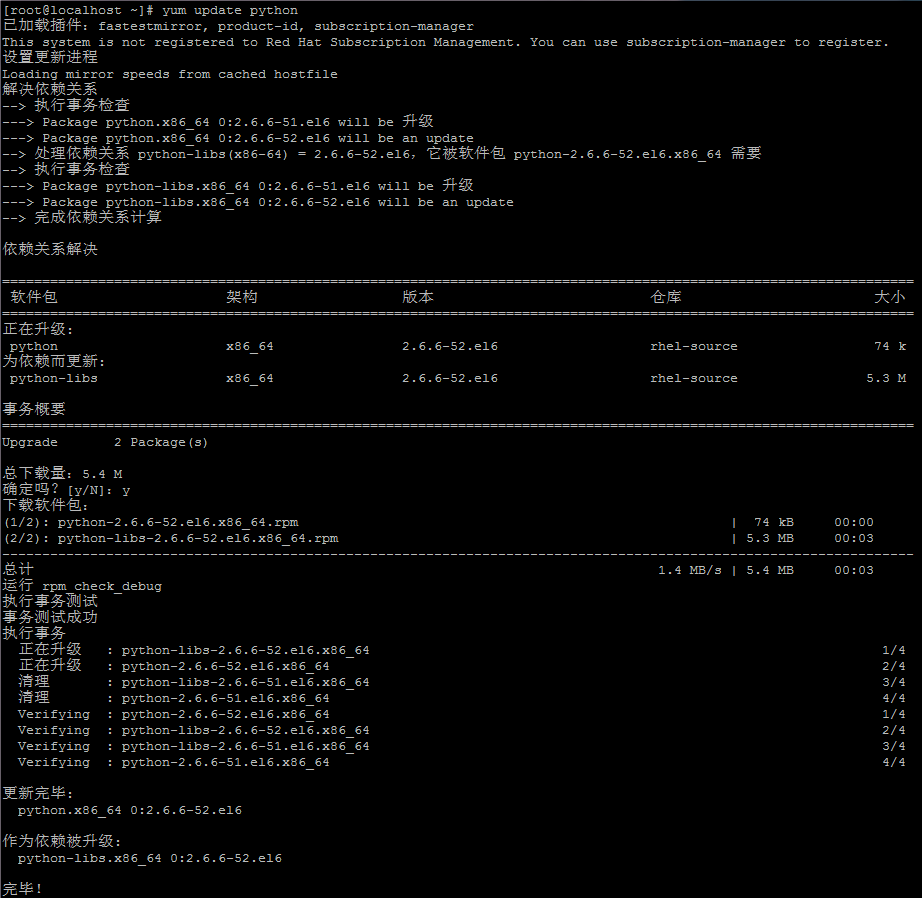 [root@localhost ~]# yum update python
已加载插件：fastestmirror, product-id, subscription-manager
This system is not registered to Red Hat Subscription Management. You can use subscription-manager to register.
设置更新进程
Loading mirror speeds from cached hostfile
解决依赖关系
--> 执行事务检查
---> Package python.x86_64 0:2.6.6-51.el6 will be 升级
---> Package python.x86_64 0:2.6.6-52.el6 will be an update
--> 处理依赖关系 python-libs(x86-64) = 2.6.6-52.el6，它被软件包 python-2.6.6-52.el6.x86_64 需要
--> 执行事务检查
---> Package python-libs.x86_64 0:2.6.6-51.el6 will be 升级
---> Package python-libs.x86_64 0:2.6.6-52.el6 will be an update
--> 完成依赖关系计算
依赖关系解决
================================================================================
软件包 架构 版本 仓库 大小
================================================================================
正在升级:
python x86_64 2.6.6-52.el6 rhel-source 74 k
为依赖而更新:
python-libs x86_64 2.6.6-52.el6 rhel-source 5.3 M
事务概要
================================================================================
Upgrade 2 Package(s)
总下载量：5.4 M
确定吗？[y/N]：y
下载软件包：
(1/2): python-2.6.6-52.el6.x86_64.rpm | 74 kB 00:00
(2/2): python-libs-2.6.6-52.el6.x86_64.rpm | 5.3 MB 00:03
--------------------------------------------------------------------------------
总计 1.4 MB/s | 5.4 MB 00:03
运行 rpm_check_debug
执行事务测试
事务测试成功
执行事务
正在升级 : python-libs-2.6.6-52.el6.x86_64 1/4
正在升级 : python-2.6.6-52.el6.x86_64 2/4
清理 : python-libs-2.6.6-51.el6.x86_64 3/4
清理 : python-2.6.6-51.el6.x86_64 4/4
Verifying : python-2.6.6-52.el6.x86_64 1/4
Verifying : python-libs-2.6.6-52.el6.x86_64 2/4
Verifying : python-libs-2.6.6-51.el6.x86_64 3/4
Verifying : python-2.6.6-51.el6.x86_64 4/4
更新完毕:
python.x86_64 0:2.6.6-52.el6
作为依赖被升级:
python-libs.x86_64 0:2.6.6-52.el6
完毕！